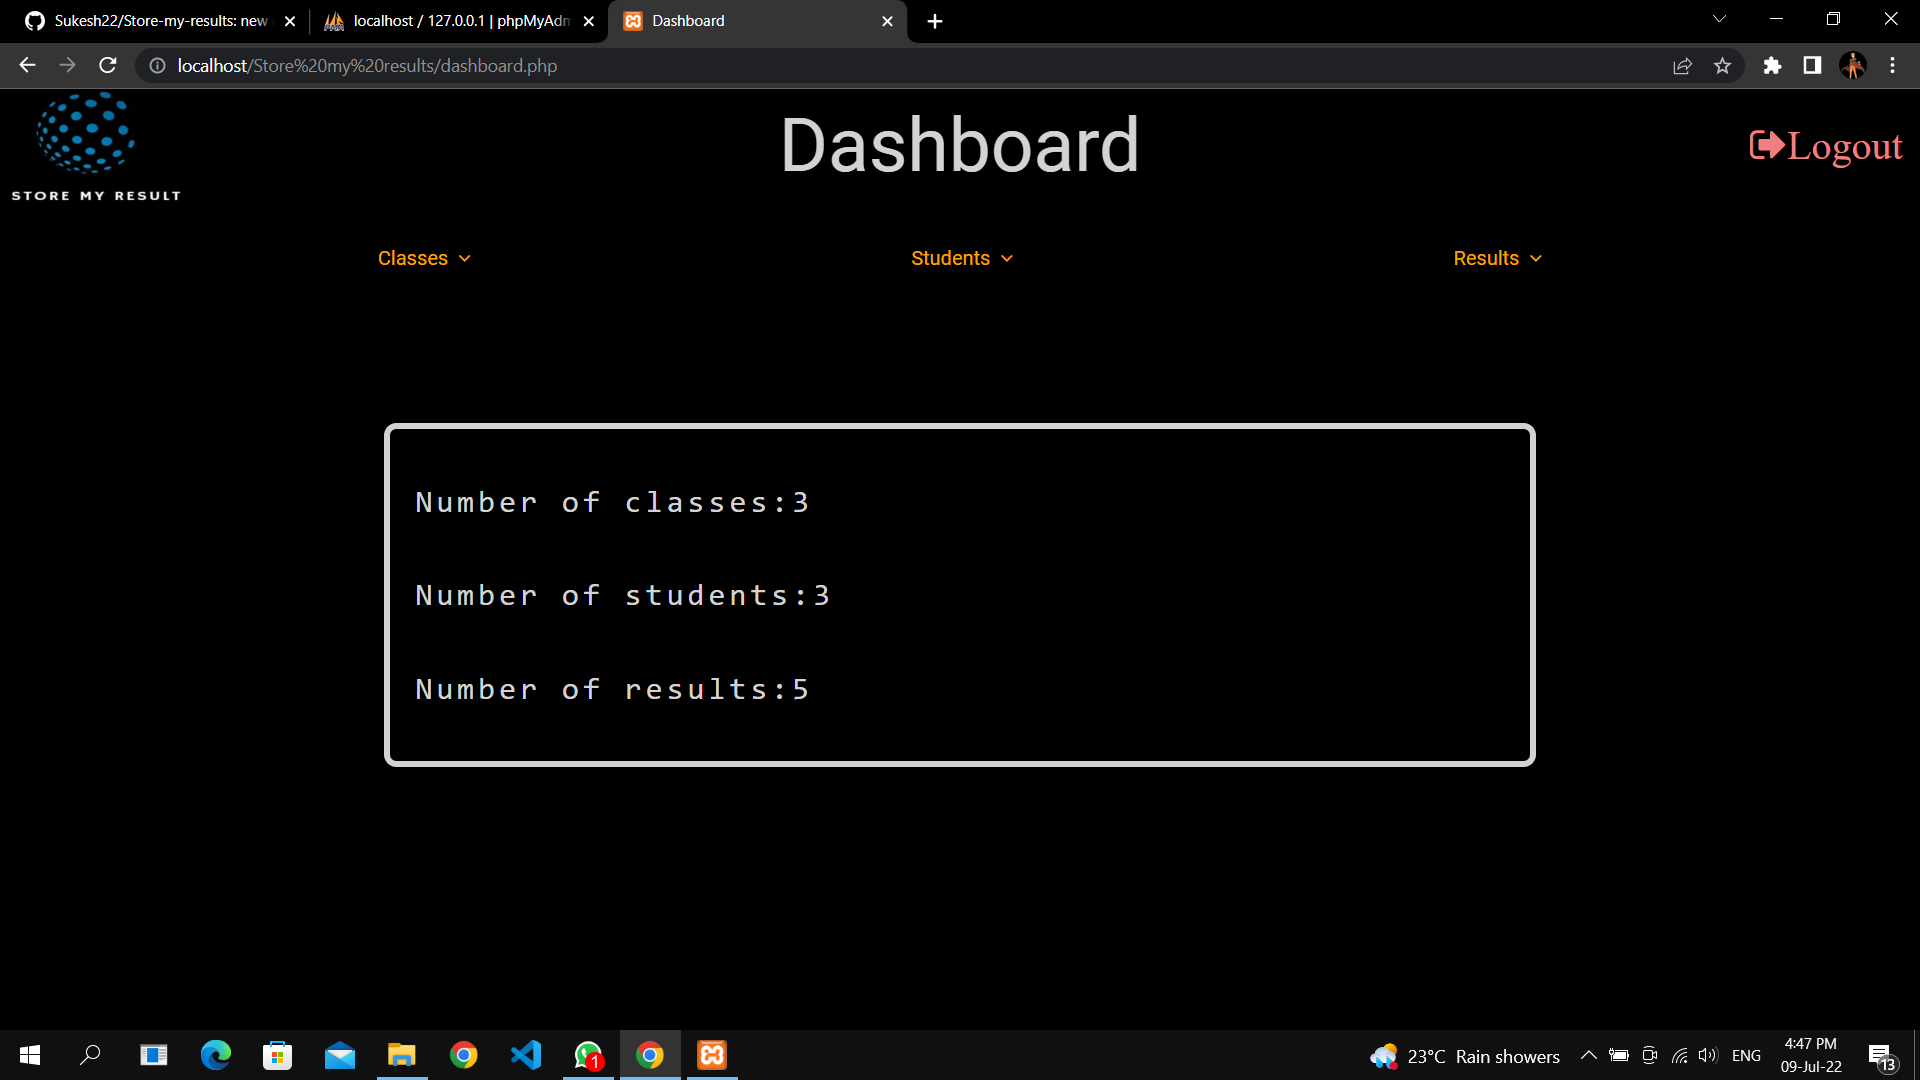 Sukesh22/Store-my-results: new
localhost / 127.0.0.1 | phpMyAdm
Dashboard
localhost/Store%20my%20results/dashboard.php
STORE MY RESULT
Dashboard
Logout
Classes
Students
Results
Number of classes:3
Number of students:3
Number of results:5
1
23°C Rain showers
ENG
4:47 PM
09-Jul-22
13